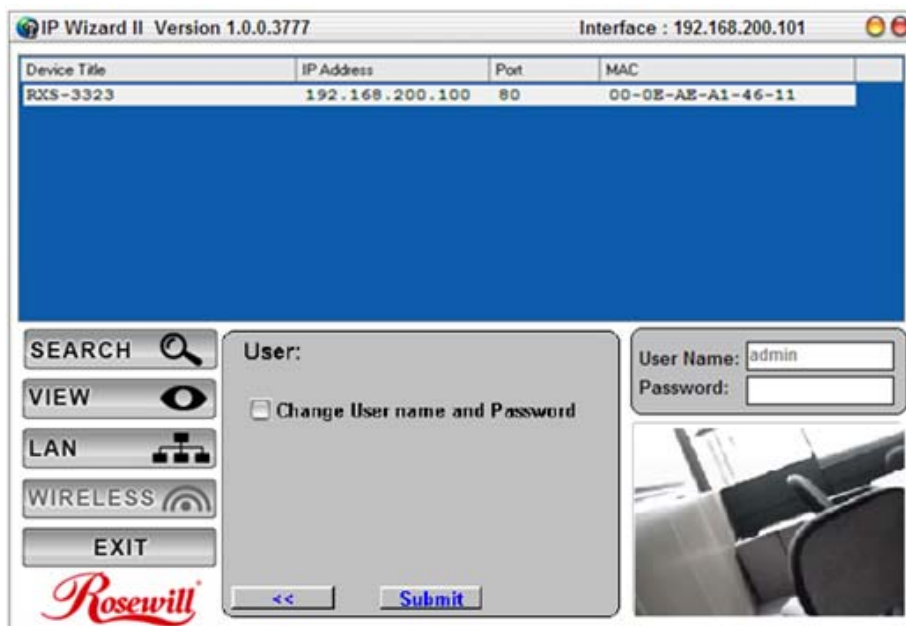 IP Wizard II Version 1.0.0.3777 Interface : 192.168.200.101
Device Title IP Address Port MAC
RXS-3323 192.168.200.100 80 00-0E-AE-A1-46-11
SEARCH
VIEW
LAN
WIRELESS
EXIT
Rosewill
User:
Change User name and Password
<< Submit
User Name: admin
Password: